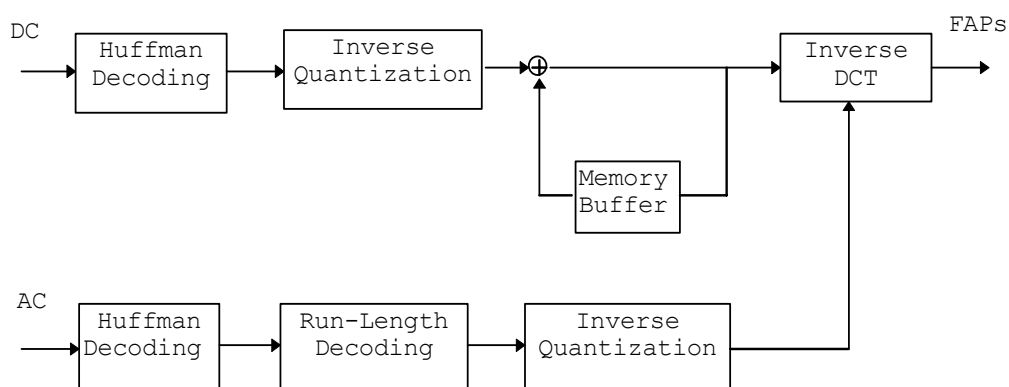 DC
Huffman
Decoding
Inverse
Quantization
Inverse
DCT
FAPs
Memory
Buffer
AC
Huffman
Decoding
Run-Length
Decoding
Inverse
Quantization